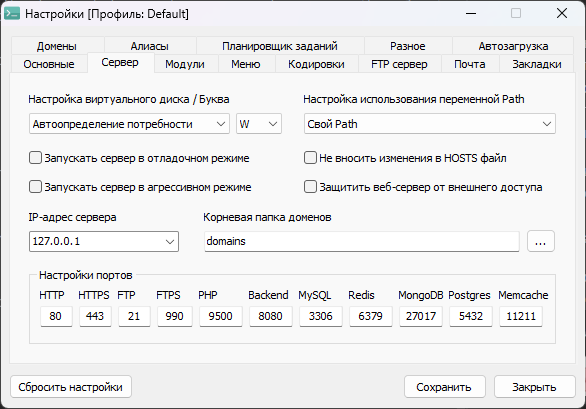 Настройки [Профиль: Default]
Домены Алиасы Планировщик заданий Разное Автозагрузка
Основные Сервер Модули Меню Кодировки FTP сервер Почта Закладки
Настройка виртуального диска / Буква Настройка использования переменной Path
Автоопределение потребности W Свой Path
Запускать сервер в отладочном режиме Не вносить изменения в HOSTS файл
Запускать сервер в агрессивном режиме Защитить веб-сервер от внешнего доступа
IP-адрес сервера Корневая папка доменов
127.0.0.1 domains ...
Настройки портов
HTTP HTTPS FTP FTPS PHP Backend MySQL Redis MongoDB Postgres Memcache
80 443 21 990 9500 8080 3306 6379 27017 5432 11211
Сбросить настройки Сохранить Закрыть